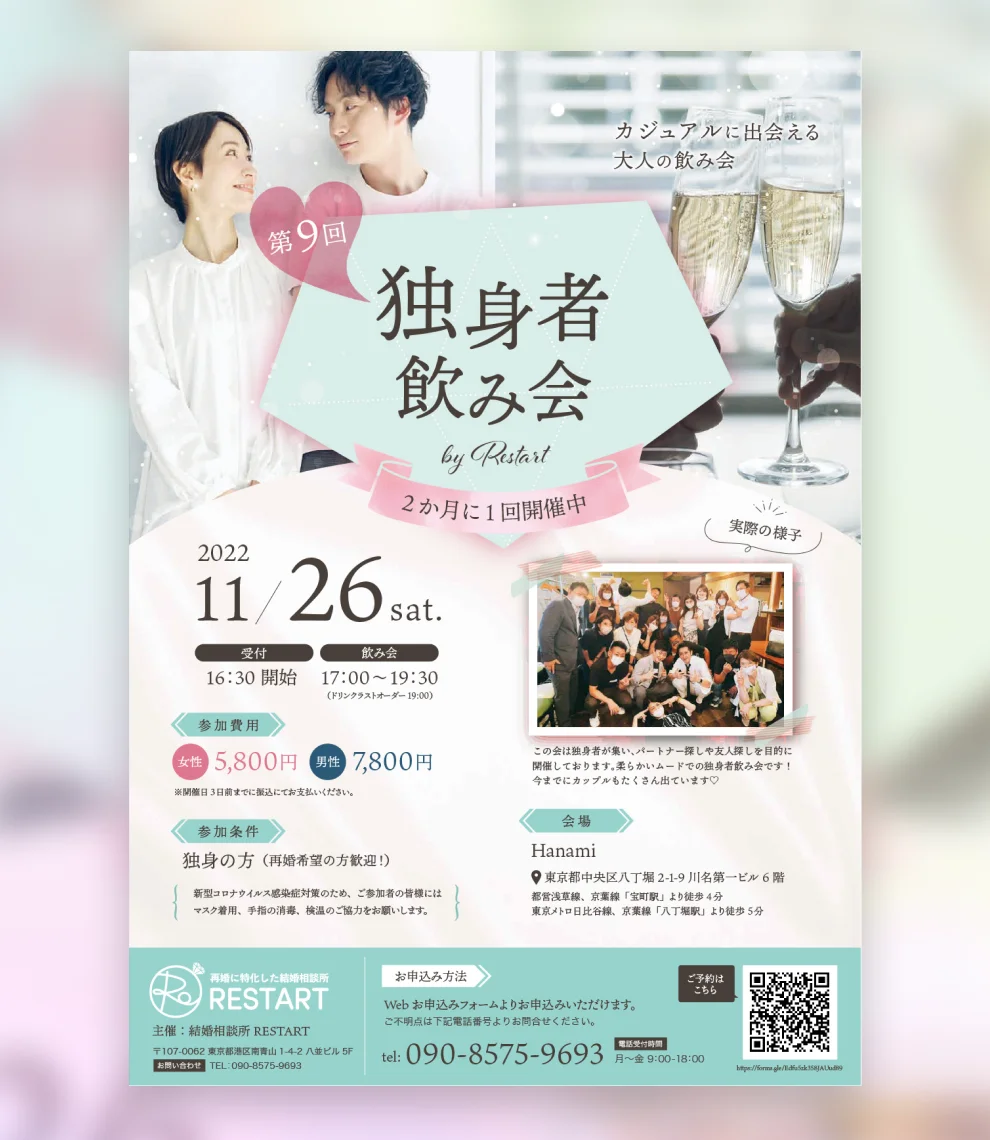 カジュアルに出会える
大人の飲み会
第9回
独身者
飲み会
by Restart
2か月に1回開催中
実際の様子
2022
11/26 sat.
受付
16:30 開始
飲み会
17:00〜19:30
(ドリンクラストオーダー 19:00)
参加費用
女性 5,800円 男性 7,800円
※開催日3日前までに振込にてお支払いください。
参加条件
独身の方（再婚希望の方歓迎!）
新型コロナウイルス感染症対策のため、ご参加者の皆様には
マスク着用、手指の消毒、検温のご協力をお願いします。
この会は独身者が集い、パートナー探しや友人探しを目的に
開催しております。柔らかいムードでの独身者飲み会です!
今までにカップルもたくさん出ています♡
会場
Hanami
東京都中央区八丁堀 2-1-9 川名第一ビル 6 階
都営浅草線、京葉線「宝町駅」より徒歩 4分
東京メトロ日比谷線、京葉線「八丁堀駅」より徒歩 5分
再婚に特化した結婚相談所
RESTART
主催：結婚相談所 RESTART
〒107-0062 東京都港区南青山 1-4-2 八並ビル 5F
お問い合わせ TEL:090-8575-9693
お申込み方法
Web お申込みフォームよりお申込みいただけます。
ご不明点は下記電話番号よりお問合せください。
tel: 090-8575-9693
電話受付時間
月〜金 9:00-18:00
ご予約は
こちら